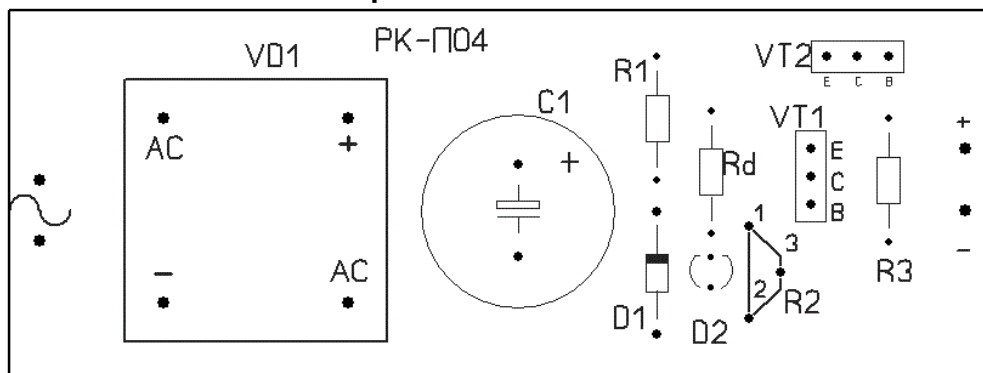 РК-П04
VD1
AC
+
-
AC
C1
+
R1
Rd
D1
D2
VT2
E C B
VT1
E
C
B
1
3
2
R2
R3
+
-